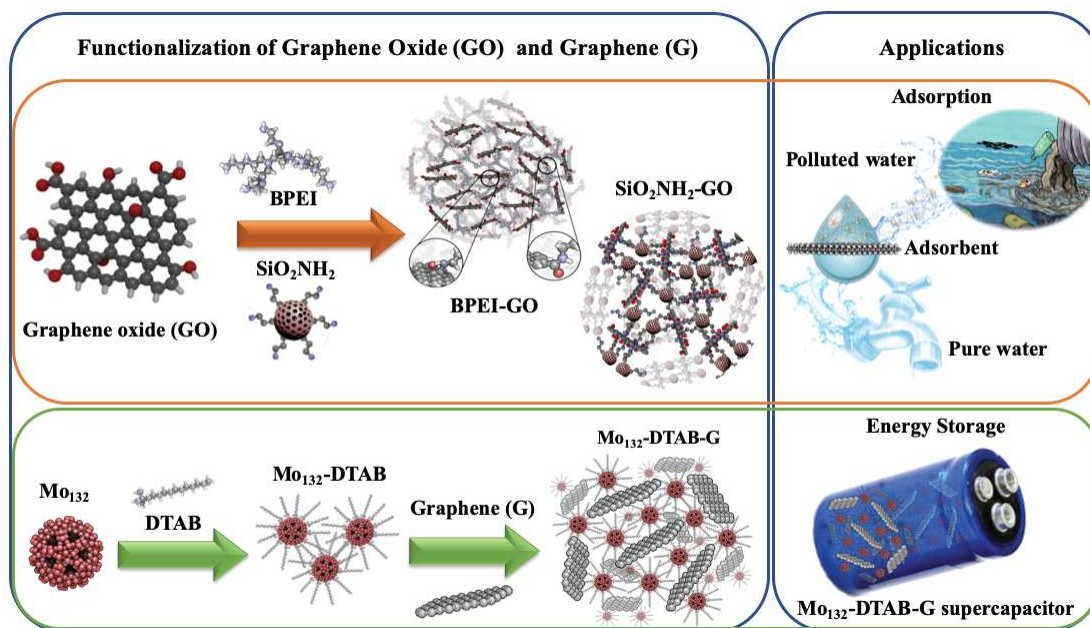 Functionalization of Graphene Oxide (GO) and Graphene (G)
Applications
Adsorption
BPEI
SiO₂NH₂
Graphene oxide (GO)
BPEI-GO
SiO₂NH₂-GO
Polluted water
Adsorbent
Pure water
Mo₁₃₂
DTAB
Mo₁₃₂-DTAB
Graphene (G)
Mo₁₃₂-DTAB-G
Energy Storage
Mo₁₃₂-DTAB-G supercapacitor